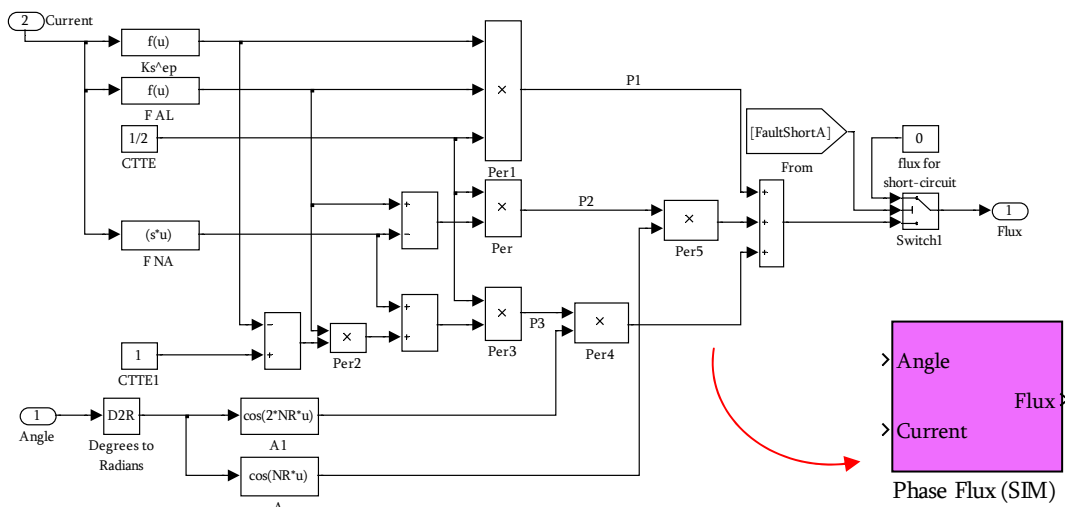 2 Current
f(u)
Ks^ep
f(u)
F AL
1/2
CTTE
(s*u)
F NA
1
CTTE1
1
Angle
D2R
Degrees to
Radians
cos(2*NR*u)
A1
cos(NR*u)
-
+
×
Per2
+
-
+
+
×
Per1
×
Per
×
Per3
P1
P2
P3
×
Per4
×
Per5
[FaultShortA]
From
+
+
+
0
flux for
short-circuit
Switch1
1
Flux
Angle
Flux
Current
Phase Flux (SIM)